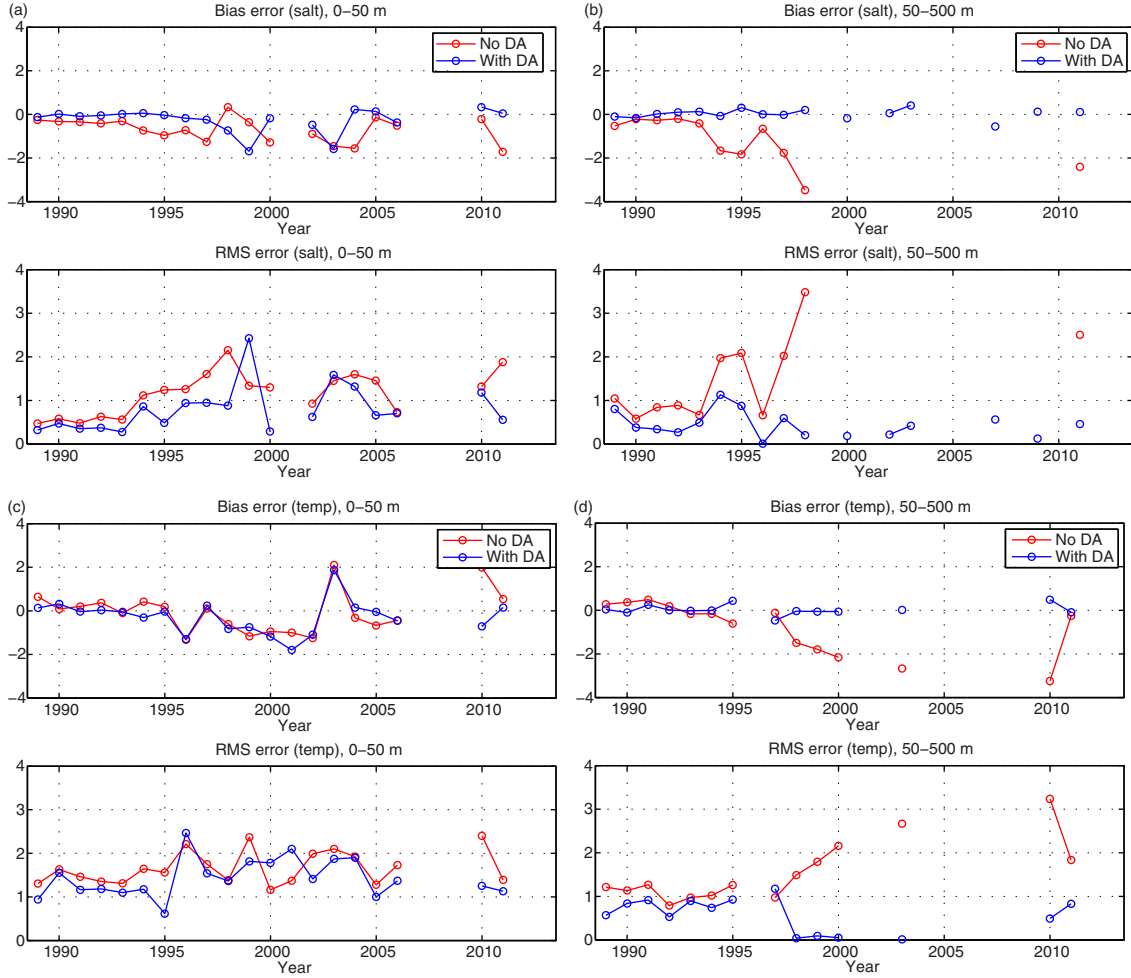 (a) Bias error (salt), 0–50 m
4
2
0
−2
−4
No DA
With DA
1990 1995 2000 2005 2010
Year
RMS error (salt), 0–50 m
4
3
2
1
0
1990 1995 2000 2005 2010
Year
(b) Bias error (salt), 50–500 m
4
2
0
−2
−4
No DA
With DA
1990 1995 2000 2005 2010
Year
RMS error (salt), 50–500 m
4
3
2
1
0
1990 1995 2000 2005 2010
Year
(c) Bias error (temp), 0–50 m
4
2
0
−2
−4
No DA
With DA
1990 1995 2000 2005 2010
Year
RMS error (temp), 0–50 m
4
3
2
1
0
1990 1995 2000 2005 2010
Year
(d) Bias error (temp), 50–500 m
4
2
0
−2
−4
No DA
With DA
1990 1995 2000 2005 2010
Year
RMS error (temp), 50–500 m
4
3
2
1
0
1990 1995 2000 2005 2010
Year